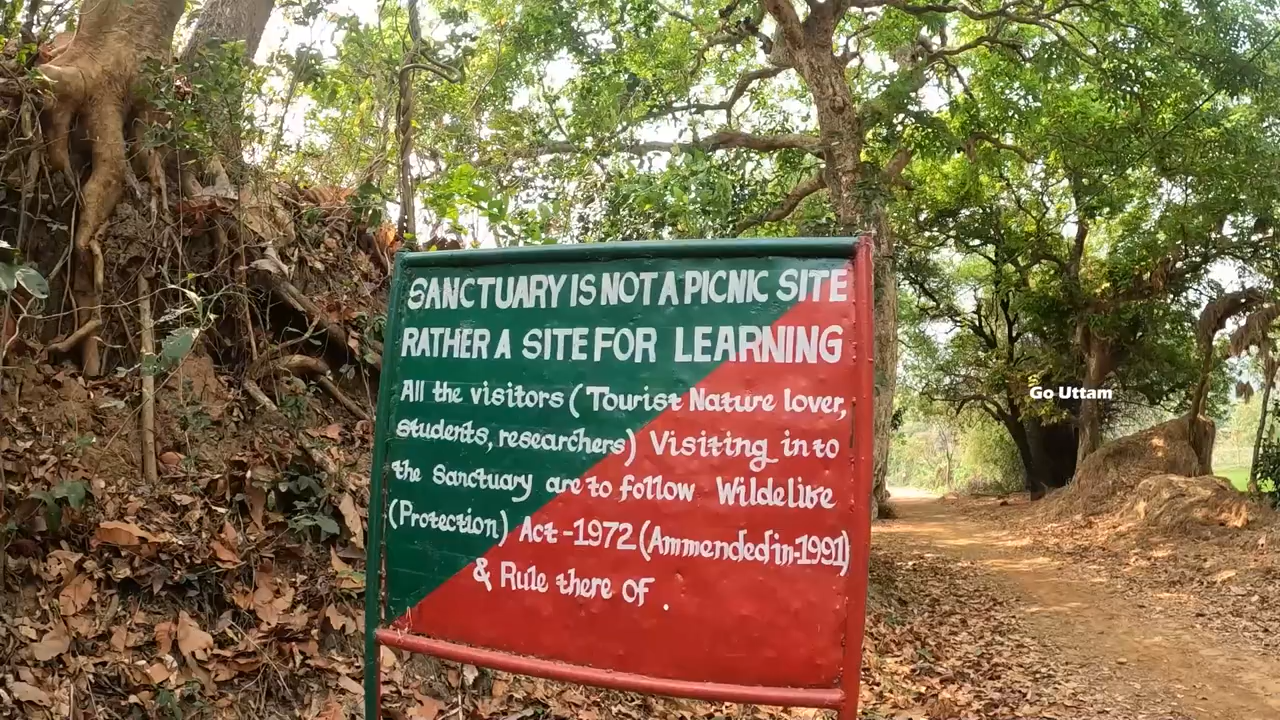 SANCTUARY IS NOT A PICNIC SITE
RATHER A SITE FOR LEARNING
All the visitors (Tourist Nature lover,
students, researchers) Visiting in to
the Sanctuary are to follow Wildelive
(Protection) Act-1972 (Ammended in-1991)
& Rule there of.
Go Uttam